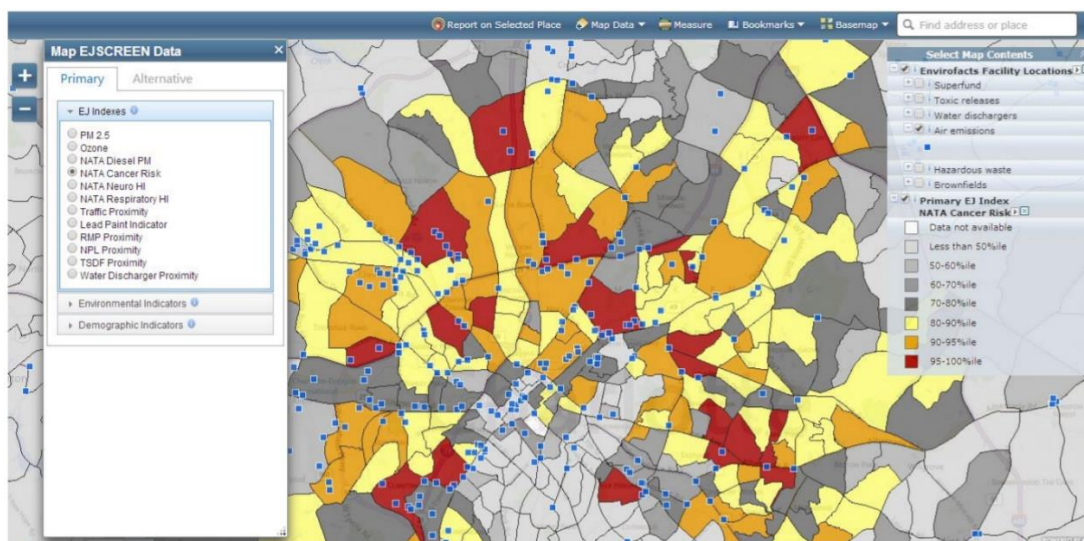 Report on Selected Place
Map Data
Measure
Bookmarks
Basemap
Find address or place
Map EJSCREEN Data
Primary
Alternative
EJ Indexes
PM 2.5
Ozone
NATA Diesel PM
NATA Cancer Risk
NATA Neuro HI
NATA Respiratory HI
Traffic Proximity
Lead Paint Indicator
RMP Proximity
NPL Proximity
TSDF Proximity
Water Discharger Proximity
Environmental Indicators
Demographic Indicators
Select Map Contents
Envirofacts Facility Locations
Superfund
Toxic releases
Water dischargers
Air emissions
Hazardous waste
Brownfields
Primary EJ Index
NATA Cancer Risk
Data not available
Less than 50%ile
50-60%ile
60-70%ile
70-80%ile
80-90%ile
90-95%ile
95-100%ile